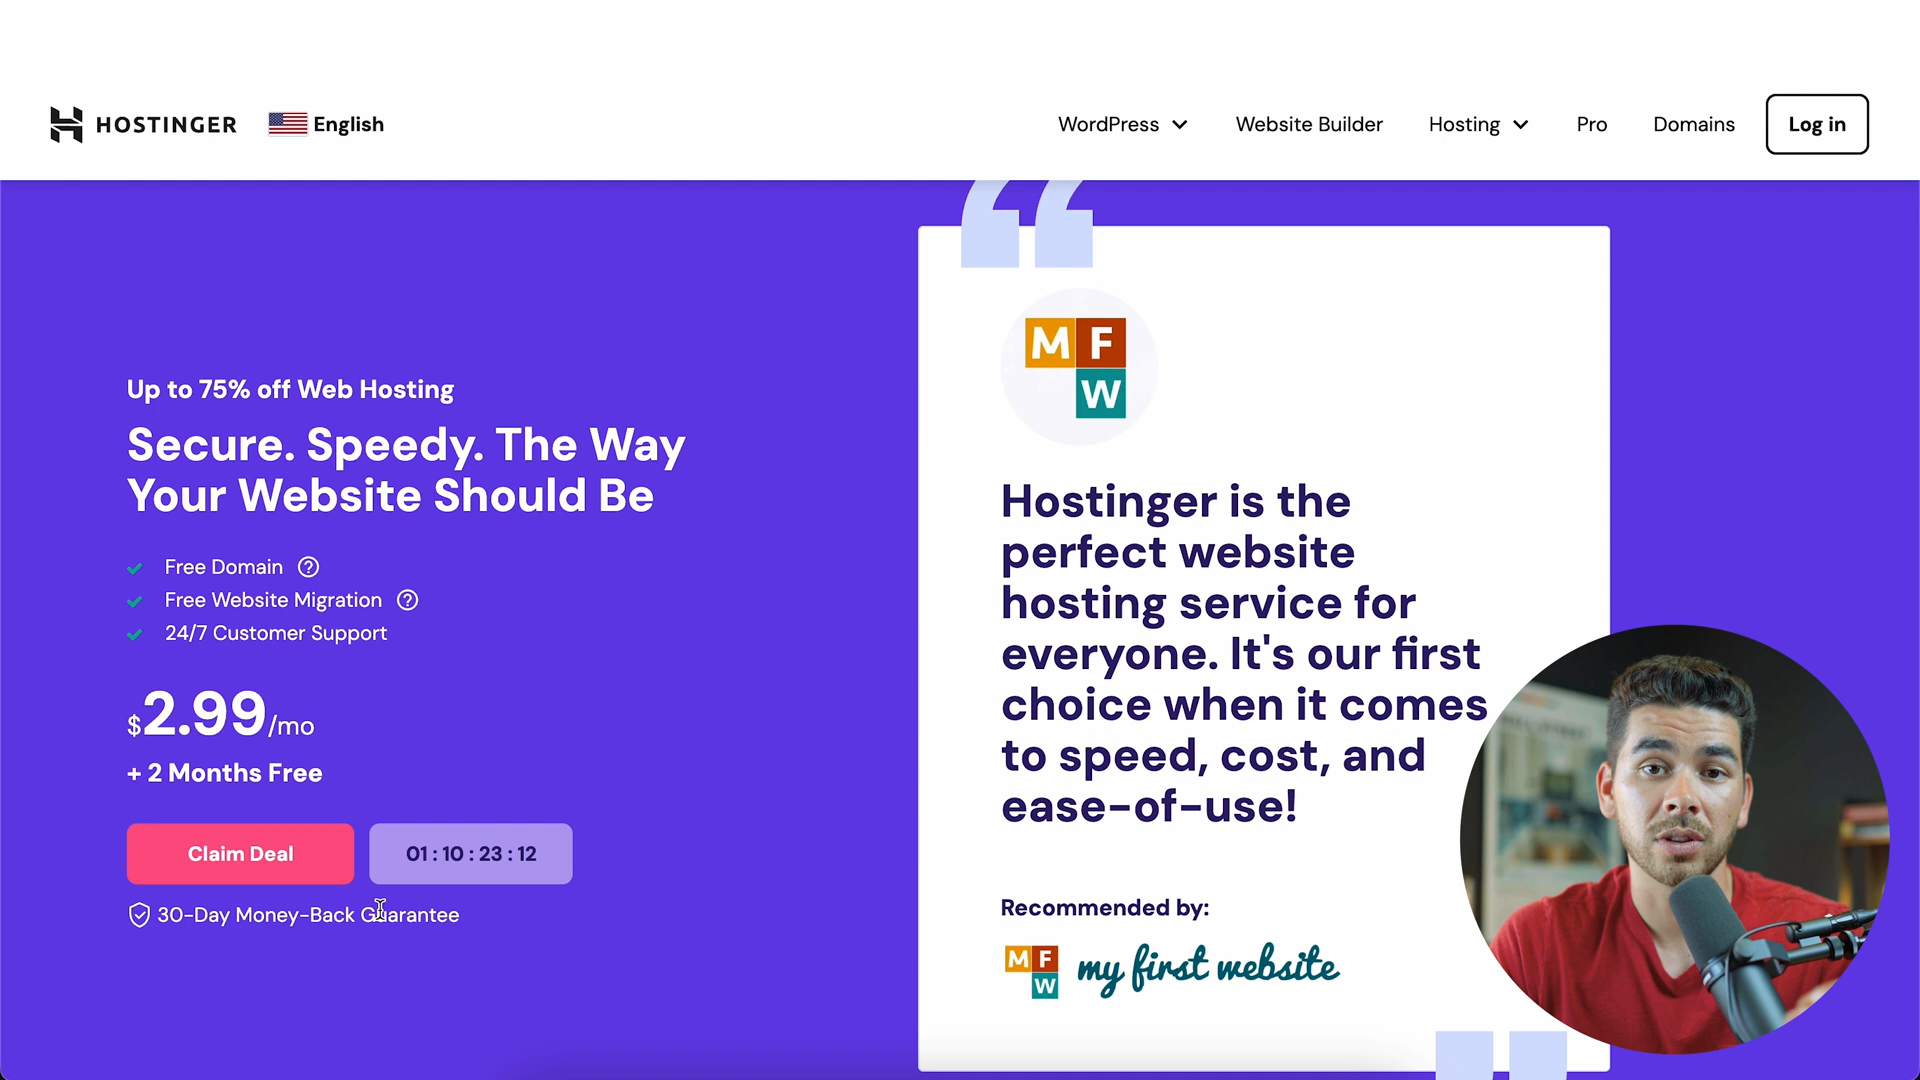 HOSTINGER
English
WordPress
Website Builder
Hosting
Pro
Domains
Log in
Up to 75% off Web Hosting
Secure. Speedy. The Way
Your Website Should Be
Free Domain
Free Website Migration
24/7 Customer Support
$2.99/mo
+ 2 Months Free
Claim Deal
01 : 10 : 23 : 12
30-Day Money-Back Guarantee
“
M F
W
Hostinger is the
perfect website
hosting service for
everyone. It's our first
choice when it comes
to speed, cost, and
ease-of-use!
Recommended by:
M F
W
my first website